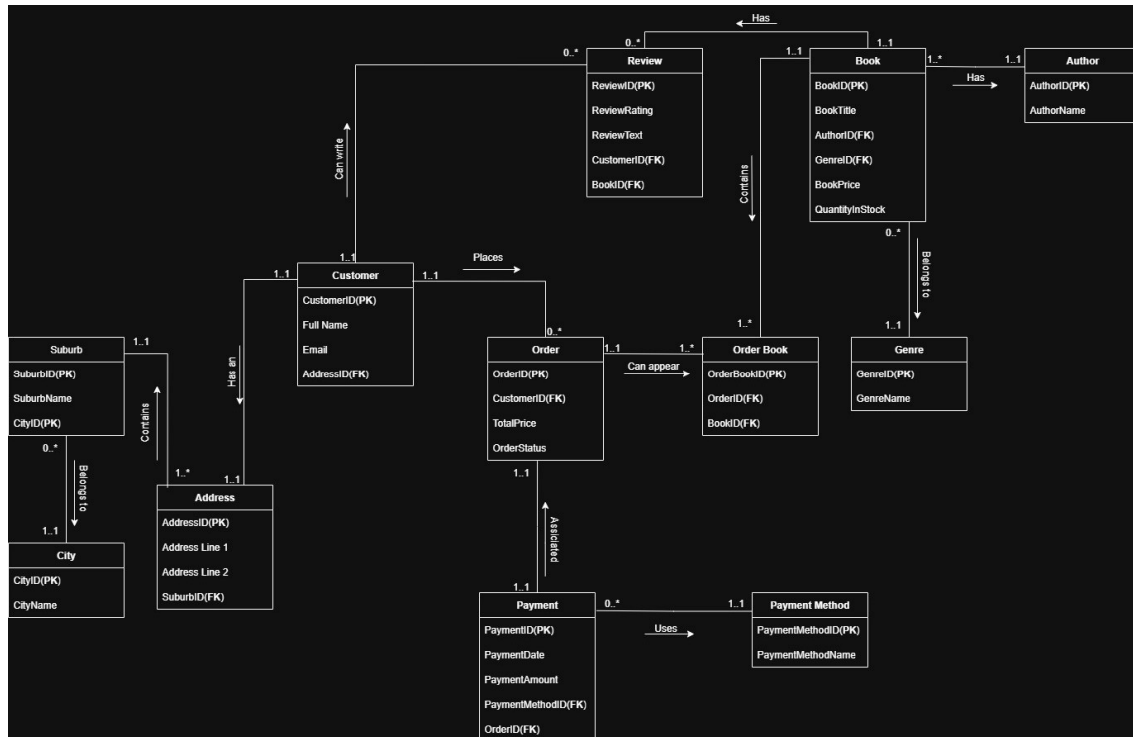 Has
0..*
0..*
1..1
Review
ReviewID(PK)
ReviewRating
ReviewText
CustomerID(FK)
BookID(FK)
1..1
Book
BookID(PK)
BookTitle
AuthorID(FK)
GenreID(FK)
BookPrice
QuantityInStock
1..*
1..1
Has
Author
AuthorID(PK)
AuthorName
Can write
Contains
1..1
1..1
Customer
CustomerID(PK)
Full Name
Email
AddressID(FK)
1..1
Places
0..*
Belongs to
0..*
1..1
Has an
1..1
Suburb
SuburbID(PK)
SuburbName
CityID(PK)
1..1
Contains
1..*
0..*
Belongs to
1..1
Order
OrderID(PK)
CustomerID(FK)
TotalPrice
OrderStatus
1..1
1..*
Can appear
1..*
Order Book
OrderBookID(PK)
OrderID(FK)
BookID(FK)
Genre
GenreID(PK)
GenreName
Address
AddressID(PK)
Address Line 1
Address Line 2
SuburbID(FK)
City
CityID(PK)
CityName
1..1
Assiciated
1..1
Payment
PaymentID(PK)
PaymentDate
PaymentAmount
PaymentMethodID(FK)
OrderID(FK)
0..*
1..1
Uses
Payment Method
PaymentMethodID(PK)
PaymentMethodName